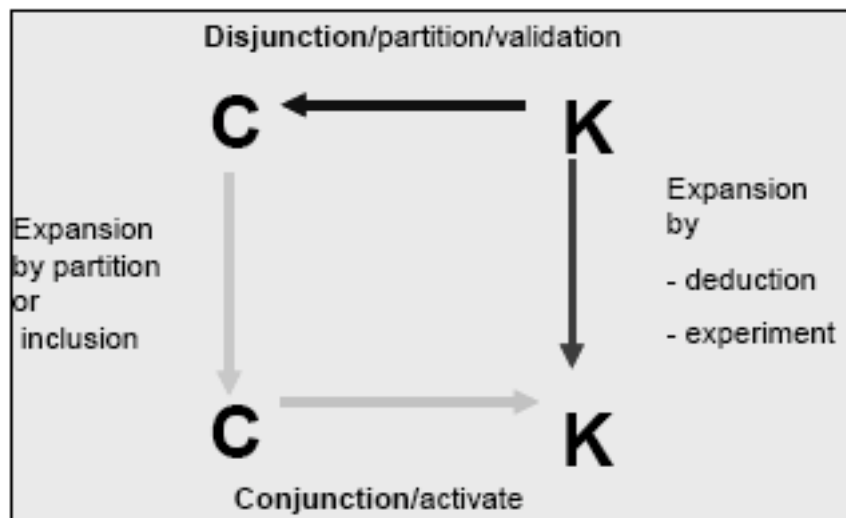 Disjunction/partition/validation
C K
Expansion
by partition
or
inclusion
Expansion
by
- deduction
- experiment
C K
Conjunction/activate